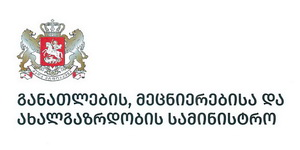 განათლების, მეცნიერებისა და
ახალგაზრდობის სამინისტრო